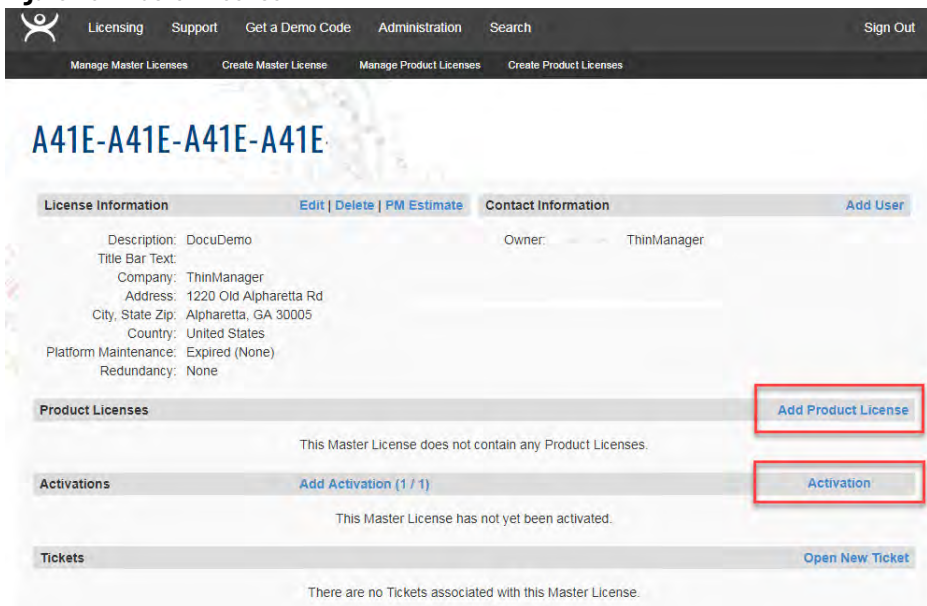 Licensing Support Get a Demo Code Administration Search Sign Out
Manage Master Licenses Create Master License Manage Product Licenses Create Product Licenses
A41E-A41E-A41E-A41E
License Information Edit | Delete | PM Estimate Contact Information Add User
Description: DocuDemo Owner: ThinManager
Title Bar Text:
Company: ThinManager
Address: 1220 Old Alpharetta Rd
City, State Zip: Alpharetta, GA 30005
Country: United States
Platform Maintenance: Expired (None)
Redundancy: None
Product Licenses Add Product License
This Master License does not contain any Product Licenses.
Activations Add Activation (1 / 1) Activation
This Master License has not yet been activated.
Tickets Open New Ticket
There are no Tickets associated with this Master License.